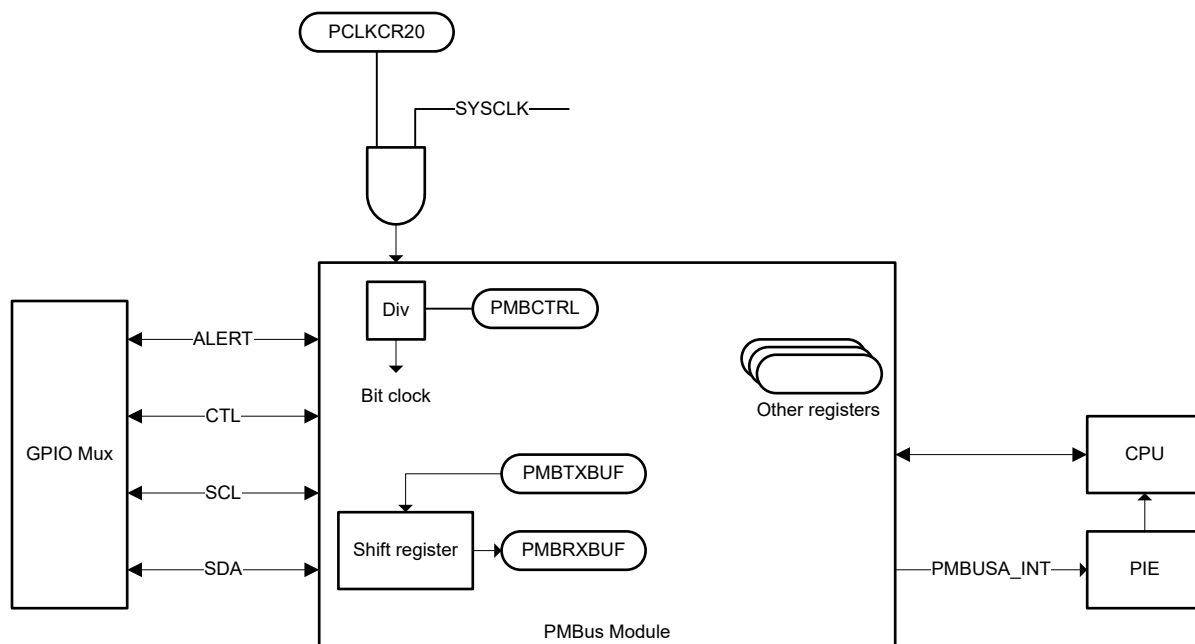 PCLKCR20
SYSCLK
Div
PMBCTRL
ALERT
Bit clock
Other registers
CTL
GPIO Mux
CPU
PMBTXBUF
SCL
Shift register
PMBRXBUF
SDA
PMBUSA_INT
PIE
PMBus Module